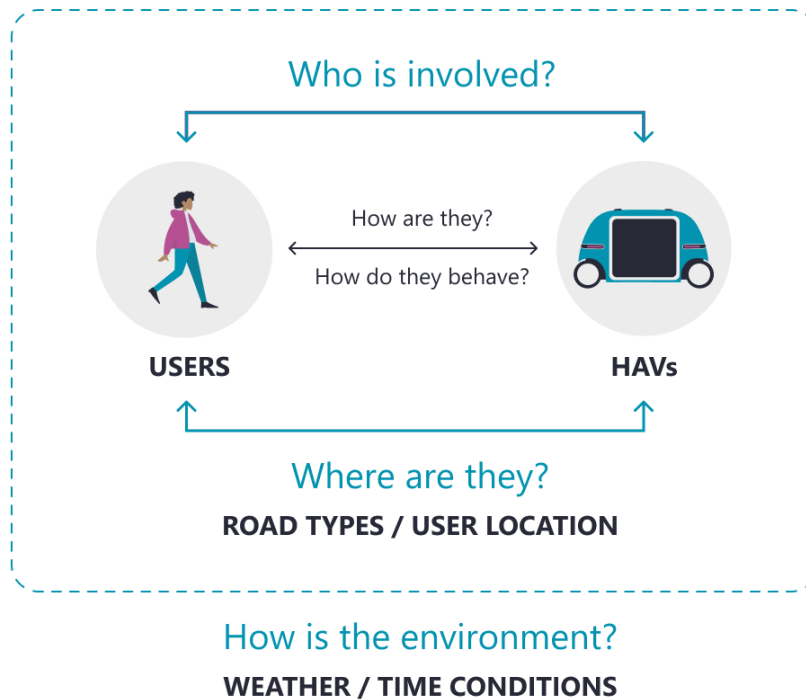 Who is involved?
How are they?
How do they behave?
USERS
HAVs
Where are they?
ROAD TYPES / USER LOCATION
How is the environment?
WEATHER / TIME CONDITIONS